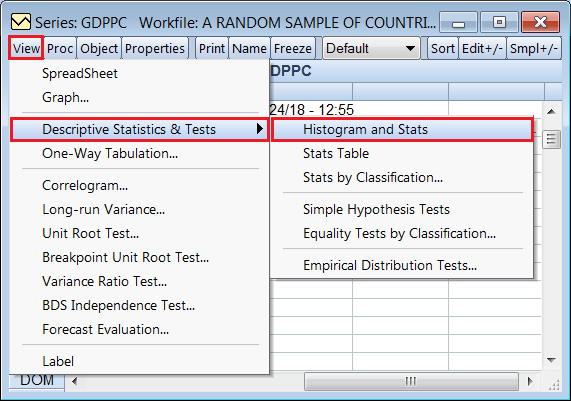 Series: GDPPC Workfile: A RANDOM SAMPLE OF COUNTRI...
View Proc Object Properties Print Name Freeze Default Sort Edit+/- Smpl+/-
DPPC
24/18 - 12:55
SpreadSheet
Graph...
Descriptive Statistics & Tests
One-Way Tabulation...
Correlogram...
Long-run Variance...
Unit Root Test...
Breakpoint Unit Root Test...
Variance Ratio Test...
BDS Independence Test...
Forecast Evaluation...
Label
Histogram and Stats
Stats Table
Stats by Classification...
Simple Hypothesis Tests
Equality Tests by Classification...
Empirical Distribution Tests...
DOM